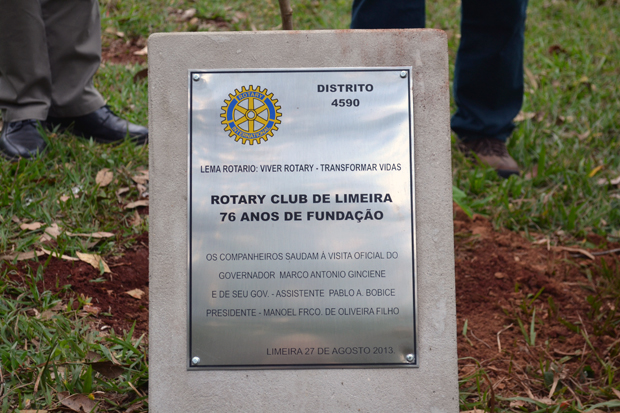 ROTARY
INTERNATIONAL
DISTRITO
4590
LEMA ROTARIO: VIVER ROTARY - TRANSFORMAR VIDAS
ROTARY CLUB DE LIMEIRA
76 ANOS DE FUNDAÇÃO
OS COMPANHEIROS SAUDAM À VISITA OFICIAL DO
GOVERNADOR MARCO ANTONIO GINCIENE
E DE SEU GOV. - ASSISTENTE PABLO A. BOBICE
PRESIDENTE - MANOEL FRCO. DE OLIVEIRA FILHO
LIMEIRA 27 DE AGOSTO 2013